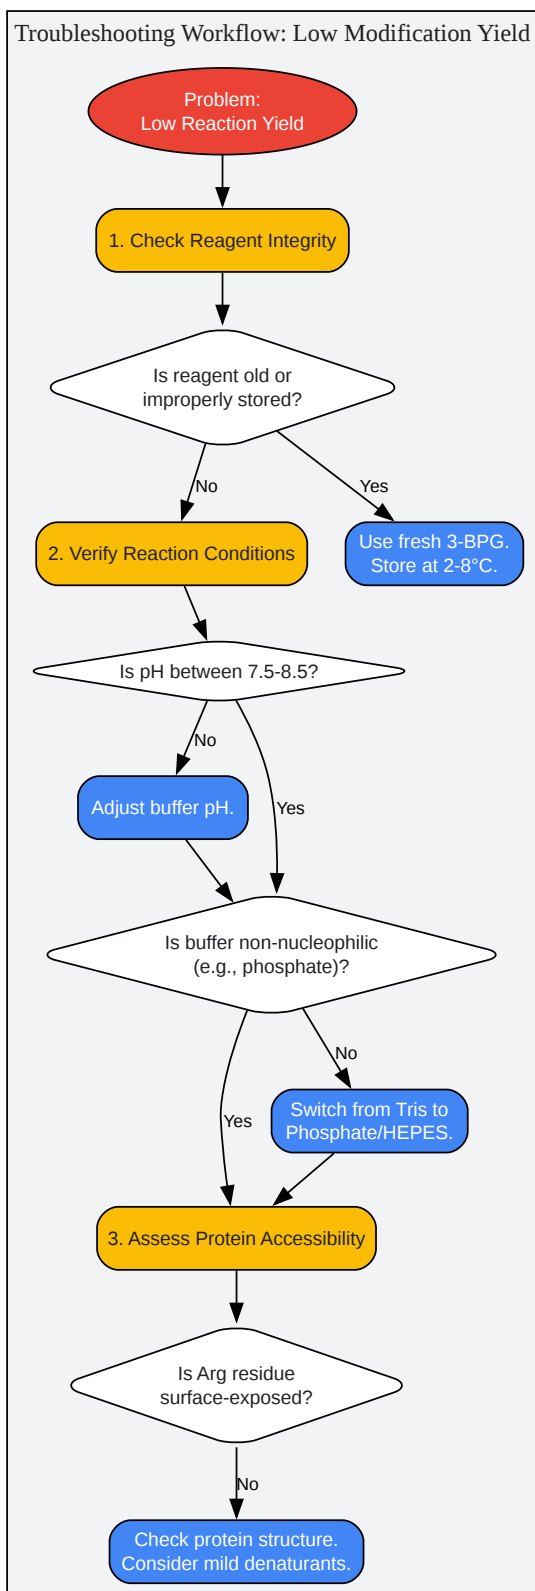 Troubleshooting Workflow: Low Modification Yield
Problem:
Low Reaction Yield
1. Check Reagent Integrity
Is reagent old or
improperly stored?
No
Yes
2. Verify Reaction Conditions
Use fresh 3-BPG.
Store at 2-8°C.
Is pH between 7.5-8.5?
No
Adjust buffer pH.
Yes
Is buffer non-nucleophilic
(e.g., phosphate)?
No
Yes
Switch from Tris to
Phosphate/HEPES.
3. Assess Protein Accessibility
Is Arg residue
surface-exposed?
No
Check protein structure.
Consider mild denaturants.